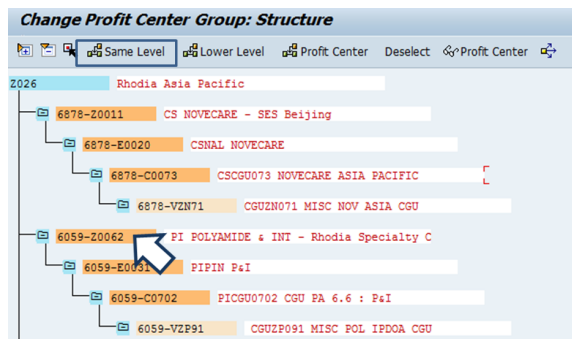 Change Profit Center Group: Structure
Same Level Lower Level Profit Center Deselect Profit Center
Z026 Rhodia Asia Pacific
6878-Z0011 CS NOVECARE - SES Beijing
6878-E0020 CSNAL NOVECARE
6878-C0073 CSCGU073 NOVECARE ASIA PACIFIC
6878-VZN71 CGUZN071 MISC NOV ASIA CGU
6059-Z0062 PI POLYAMIDE & INT - Rhodia Specialty C
6059-E0031 PIPIN P&I
6059-C0702 PICGU0702 CGU PA 6.6 : P&I
6059-VZP91 CGUZP091 MISC POL IPDOA CGU